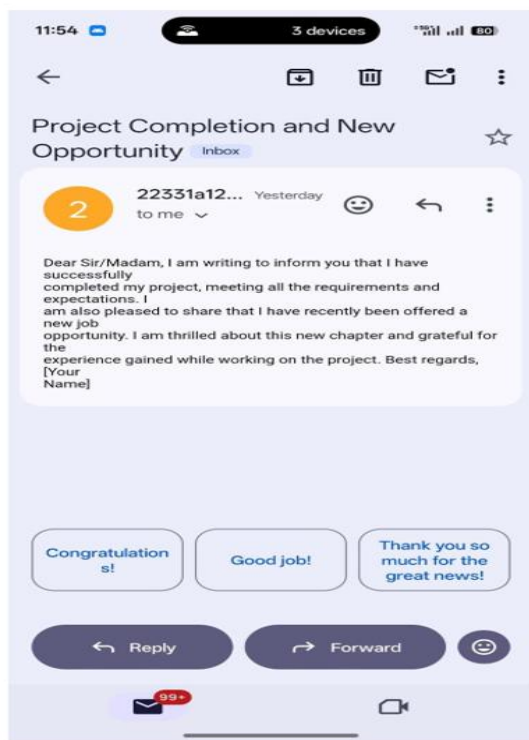 11:54
3 devices
80
Project Completion and New
Opportunity Inbox
2
22331a12... Yesterday
to me
Dear Sir/Madam, I am writing to inform you that I have
successfully
completed my project, meeting all the requirements and
expectations. I
am also pleased to share that I have recently been offered a
new job
opportunity. I am thrilled about this new chapter and grateful for
the
experience gained while working on the project. Best regards,
[Your
Name]
Congratulation
s!
Good job!
Thank you so
much for the
great news!
Reply
Forward
99+